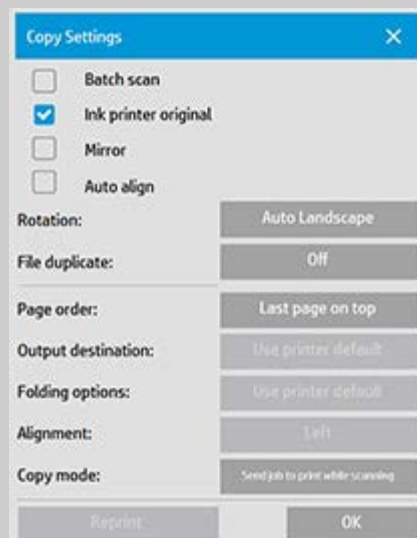 Copy Settings
Batch scan
Ink printer original
Mirror
Auto align
Rotation: Auto Landscape
File duplicate: Off
Page order: Last page on top
Output destination: Use printer default
Folding options: Use printer default
Alignment: Left
Copy mode: Send job to print while scanning
Reprint OK